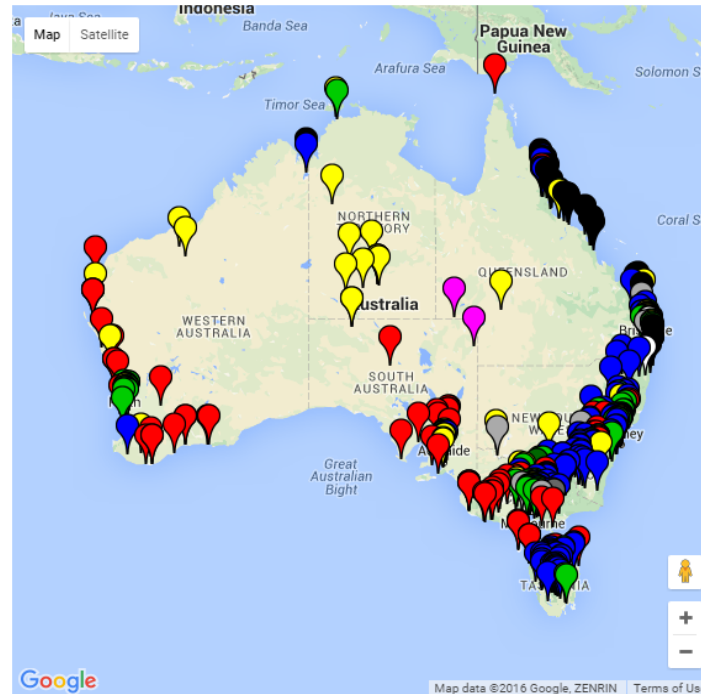 Indonesia
Java Sea
Banda Sea
Map
Satellite
Papua New
Guinea
Arafura Sea
Solomon S
Timor Sea
Coral S
NORTHERN
QUEENSLAND
WESTERN
AUSTRALIA
SOUTH
AUSTRALIA
Great
Australian
Bight
Google
Map data ©2016 Google, ZENRIN
Terms of Us